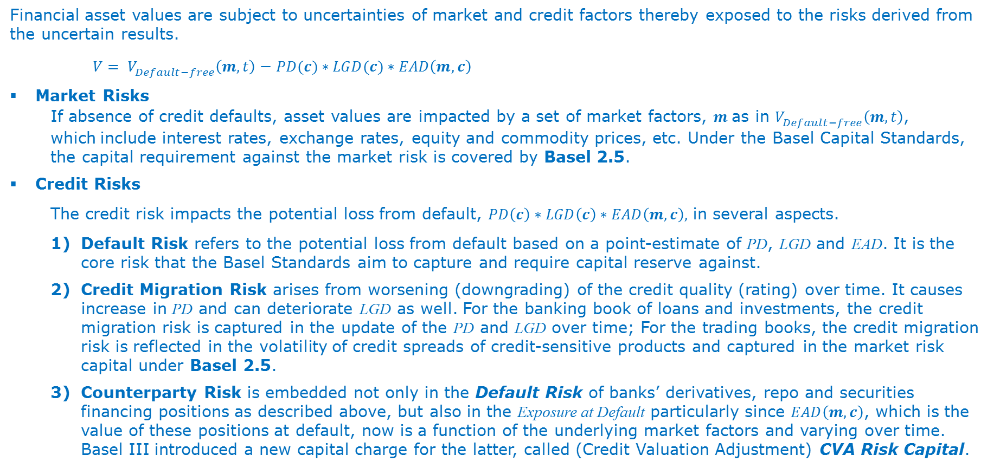 Financial asset values are subject to uncertainties of market and credit factors thereby exposed to the risks derived from
the uncertain results.
V = V_{Default−free}(m, t) − PD(c) ∗ LGD(c) ∗ EAD(m, c)
▪ Market Risks
If absence of credit defaults, asset values are impacted by a set of market factors, m as in V_{Default−free}(m, t),
which include interest rates, exchange rates, equity and commodity prices, etc. Under the Basel Capital Standards,
the capital requirement against the market risk is covered by Basel 2.5.
▪ Credit Risks
The credit risk impacts the potential loss from default, PD(c) ∗ LGD(c) ∗ EAD(m, c), in several aspects.
1) Default Risk refers to the potential loss from default based on a point-estimate of PD, LGD and EAD. It is the
core risk that the Basel Standards aim to capture and require capital reserve against.
2) Credit Migration Risk arises from worsening (downgrading) of the credit quality (rating) over time. It causes
increase in PD and can deteriorate LGD as well. For the banking book of loans and investments, the credit
migration risk is captured in the update of the PD and LGD over time; For the trading books, the credit migration
risk is reflected in the volatility of credit spreads of credit-sensitive products and captured in the market risk
capital under Basel 2.5.
3) Counterparty Risk is embedded not only in the Default Risk of banks’ derivatives, repo and securities
financing positions as described above, but also in the Exposure at Default particularly since EAD(m, c), which is the
value of these positions at default, now is a function of the underlying market factors and varying over time.
Basel III introduced a new capital charge for the latter, called (Credit Valuation Adjustment) CVA Risk Capital.